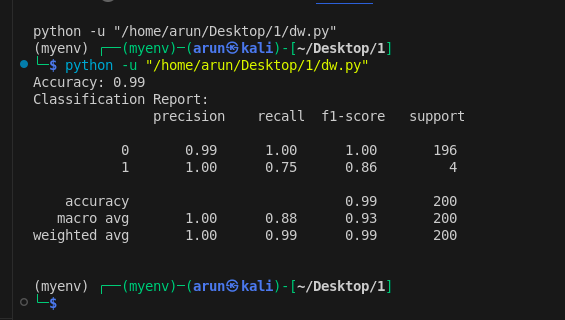 python -u "/home/arun/Desktop/1/dw.py"
(myenv) ┌──(myenv)─(arun㉿kali)-[~/Desktop/1]
└─$ python -u "/home/arun/Desktop/1/dw.py"
Accuracy: 0.99
Classification Report:
precision recall f1-score support
0 0.99 1.00 1.00 196
1 1.00 0.75 0.86 4
accuracy 0.99 200
macro avg 1.00 0.88 0.93 200
weighted avg 1.00 0.99 0.99 200
(myenv) ┌──(myenv)─(arun㉿kali)-[~/Desktop/1]
└─$